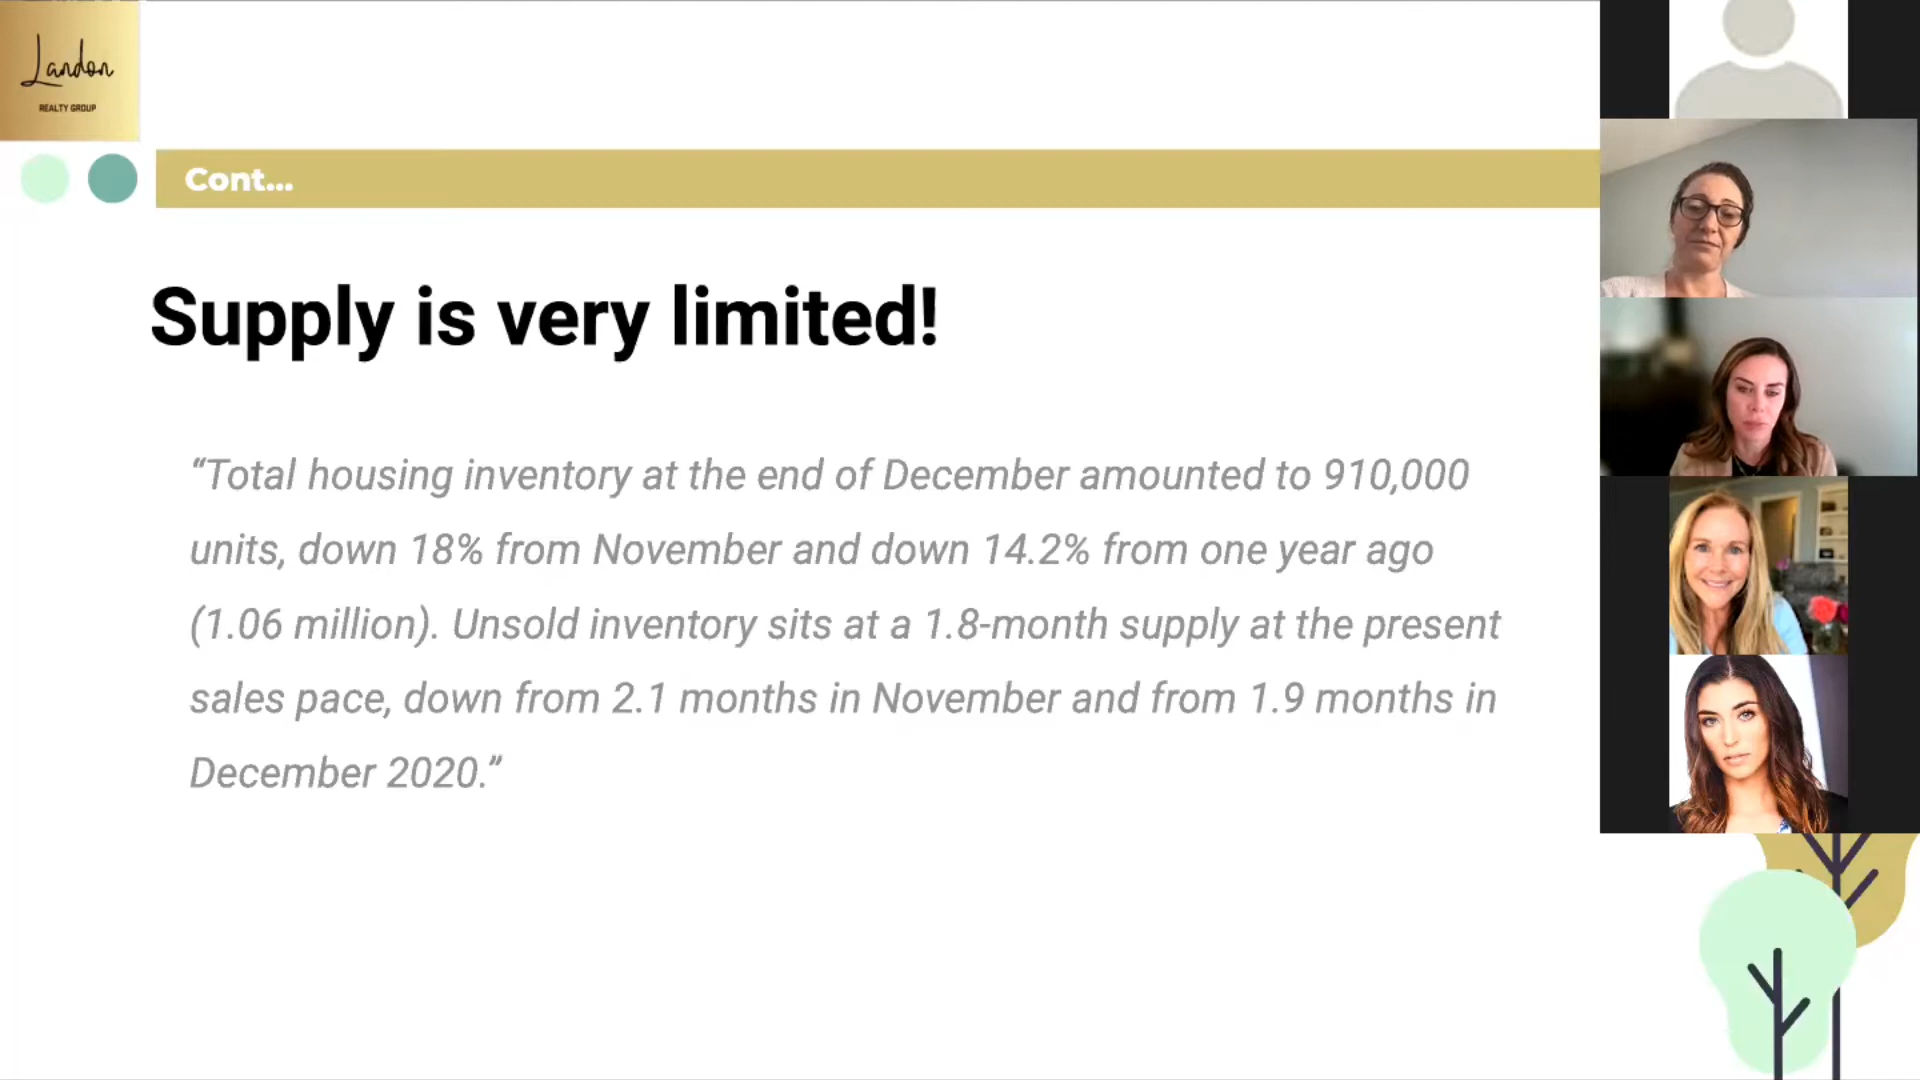 Landon
REALTY GROUP
Cont...
Supply is very limited!
“Total housing inventory at the end of December amounted to 910,000
units, down 18% from November and down 14.2% from one year ago
(1.06 million). Unsold inventory sits at a 1.8-month supply at the present
sales pace, down from 2.1 months in November and from 1.9 months in
December 2020.”